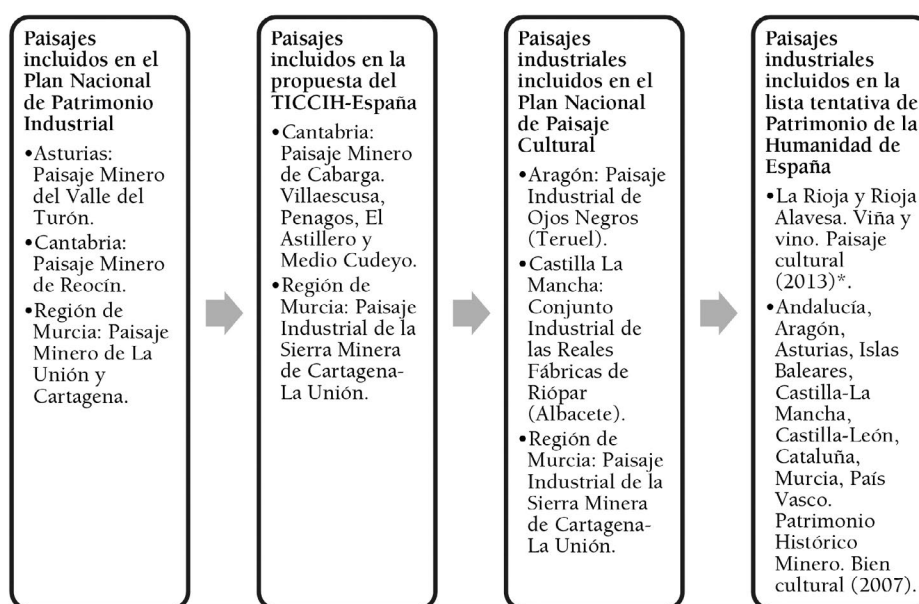 Paisajes
incluidos en el
Plan Nacional
de Patrimonio
Industrial
•Asturias:
Paisaje Minero
del Valle del
Turón.
•Cantabria:
Paisaje Minero
de Reocín.
•Región de
Murcia: Paisaje
Minero de La
Unión y
Cartagena.
Paisajes
incluidos en la
propuesta del
TICCIH-España
•Cantabria:
Paisaje Minero
de Cabarga.
Villaescusa,
Penagos, El
Astillero y
Medio Cudeyo.
•Región de
Murcia: Paisaje
Industrial de la
Sierra Minera
de Cartagena-
La Unión.
Paisajes
industriales
incluidos en el
Plan Nacional
de Paisaje
Cultural
•Aragón: Paisaje
Industrial de
Ojos Negros
(Teruel).
•Castilla La
Mancha:
Conjunto
Industrial de
las Reales
Fábricas de
Riópar
(Albacete).
•Región de
Murcia: Paisaje
Industrial de la
Sierra Minera
de Cartagena-
La Unión.
Paisajes
industriales
incluidos en la
lista tentativa de
Patrimonio de la
Humanidad de
España
•La Rioja y Rioja
Alavesa. Viña y
vino. Paisaje
cultural
(2013)*.
•Andalucía,
Aragón,
Asturias, Islas
Baleares,
Castilla-La
Mancha,
Castilla-León,
Cataluña,
Murcia, País
Vasco.
Patrimonio
Histórico
Minero. Bien
cultural (2007).